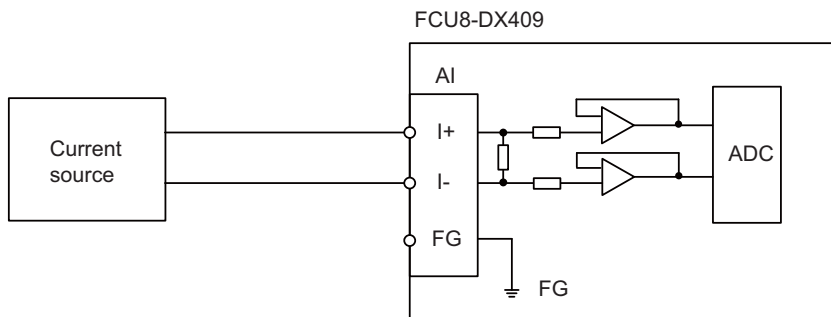 FCU8-DX409
AI
Current
source
I+
I-
FG
ADC
FG